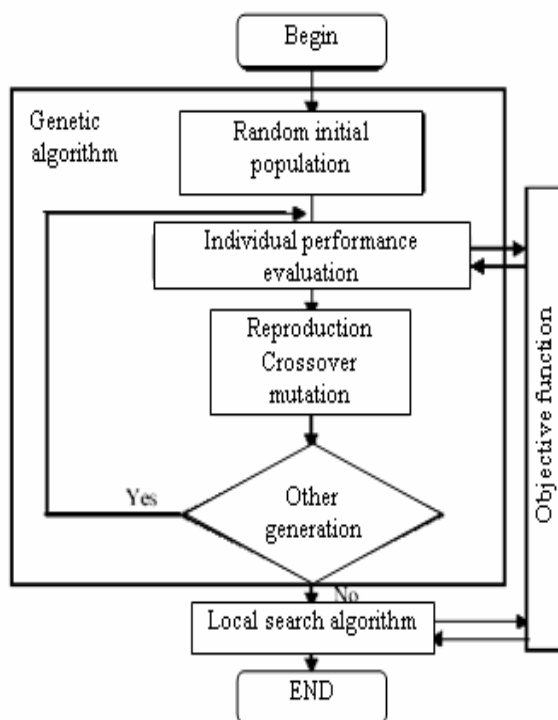 Begin
Genetic
algorithm
Random initial
population
Individual performance
evaluation
Reproduction
Crossover
mutation
Yes
Other
generation
No
Local search algorithm
END
Objective function